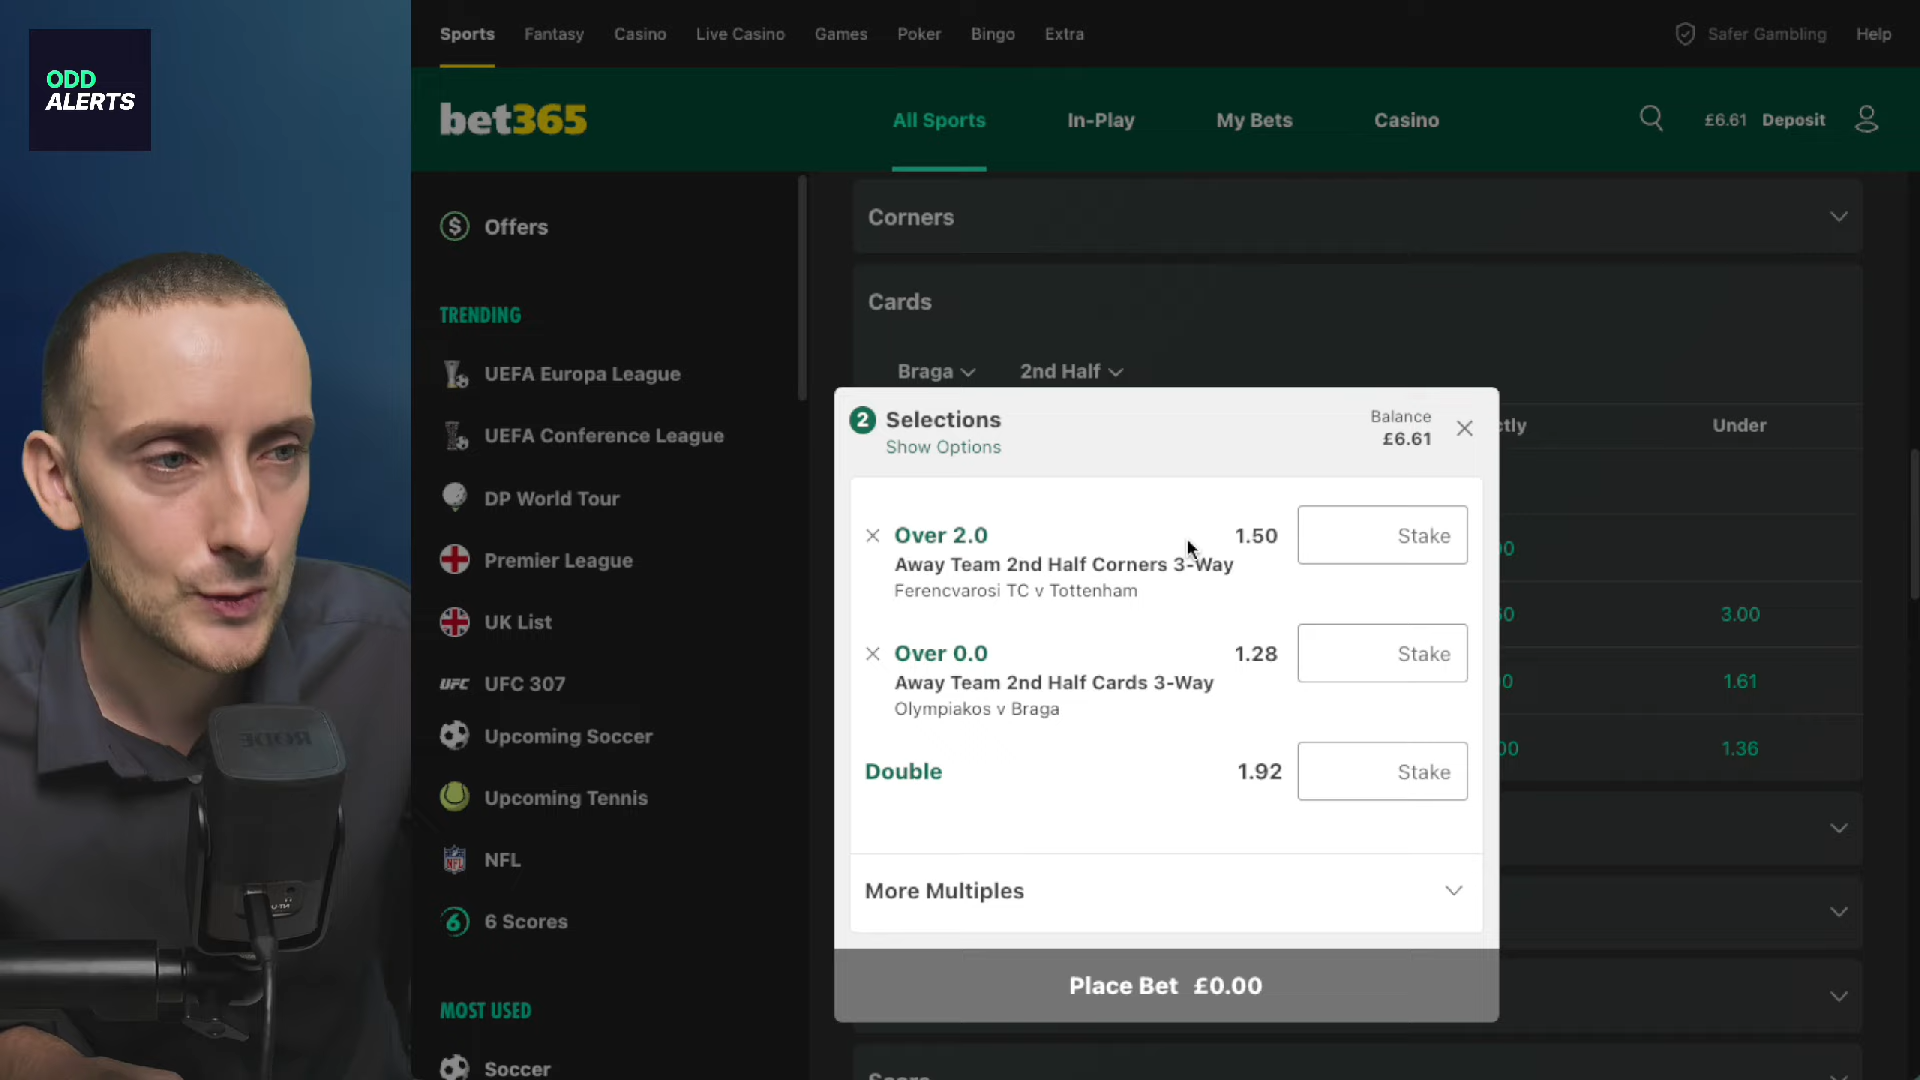 ODD
ALERTS
Sports
Fantasy
Casino
Live Casino
Games
Poker
Bingo
Extra
Safer Gambling
Help
bet365
All Sports
In-Play
My Bets
Casino
£6.61
Deposit
Offers
TRENDING
UEFA Europa League
UEFA Conference League
DP World Tour
Premier League
UK List
UFC
UFC 307
Upcoming Soccer
Upcoming Tennis
NFL
6 Scores
MOST USED
Soccer
Corners
Cards
Braga
2nd Half
Under
3.00
1.61
1.36
2
Selections
Show Options
Balance
£6.61
Over 2.0
1.50
Stake
Away Team 2nd Half Corners 3-Way
Ferencvarosi TC v Tottenham
Over 0.0
1.28
Stake
Away Team 2nd Half Cards 3-Way
Olympiakos v Braga
Double
1.92
Stake
More Multiples
Place Bet £0.00
RODE